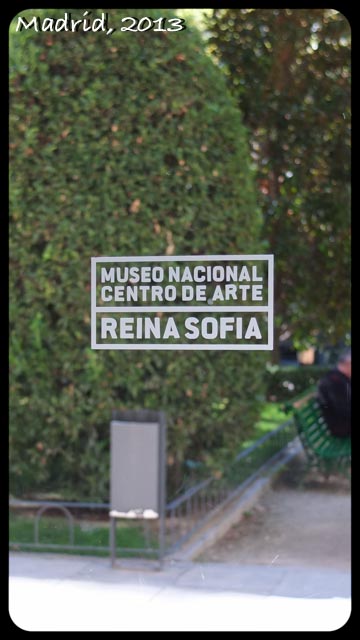 Madrid, 2013
MUSEO NACIONAL
CENTRO DE ARTE
REINA SOFIA